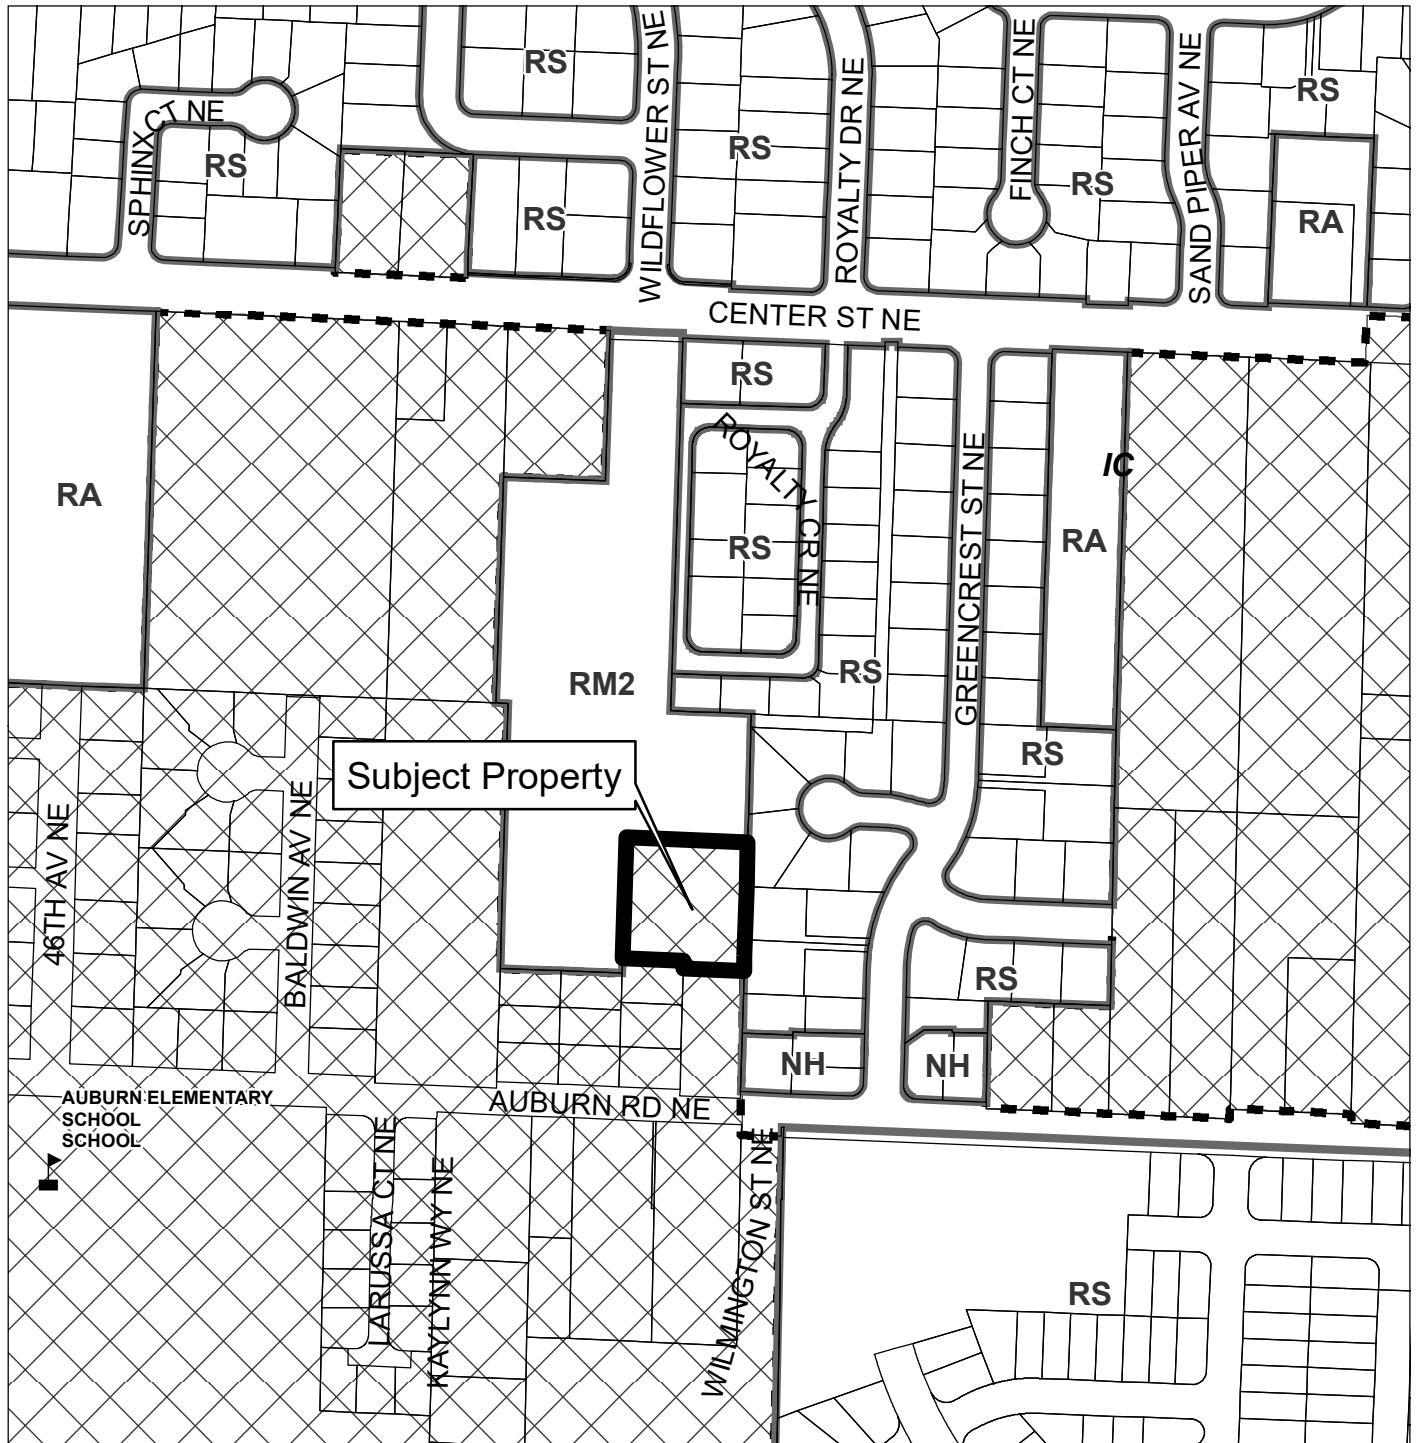 RS
WILDFLOWER ST NE
ROYALTY DR NE
FINCH CT NE
SAND PIPER AV NE
RS
SPHINX CT NE
RS
RS
RS
RS
RA
CENTER ST NE
RS
ROYALTY CR NE
GREENCREST ST NE
IC
RA
RA
RS
RM2
RS
RS
Subject Property
46TH AV NE
BALDWIN AV NE
RS
NH
NH
AUBURN ELEMENTARY
SCHOOL
SCHOOL
AUBURN RD NE
LARUSSA CT NE
KAYLYNN WY NE
WILMINGTON ST NE
RS